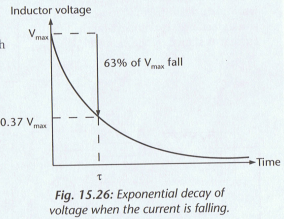 Inductor voltage
V_max
63% of V_max fall
0.37 V_max
Time
τ
Fig. 15.26: Exponential decay of
voltage when the current is falling.